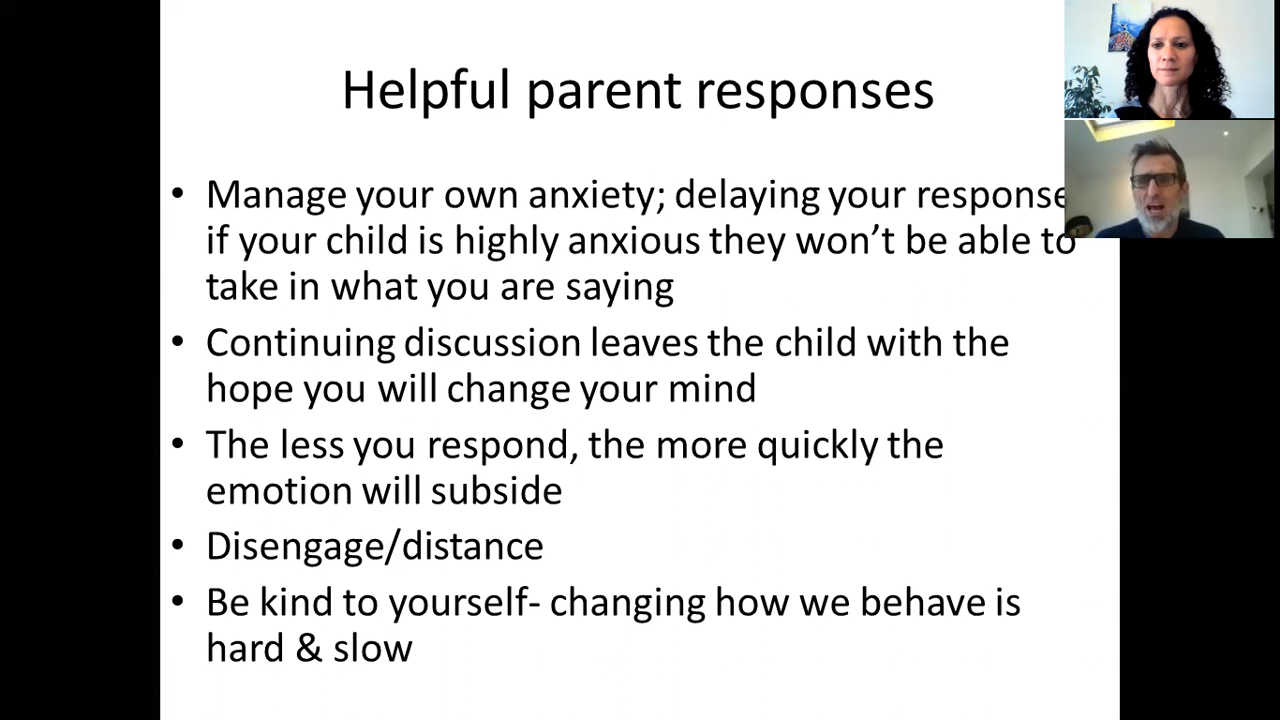 Helpful parent responses
• Manage your own anxiety; delaying your response
if your child is highly anxious they won’t be able to
take in what you are saying
• Continuing discussion leaves the child with the
hope you will change your mind
• The less you respond, the more quickly the
emotion will subside
• Disengage/distance
• Be kind to yourself- changing how we behave is
hard & slow